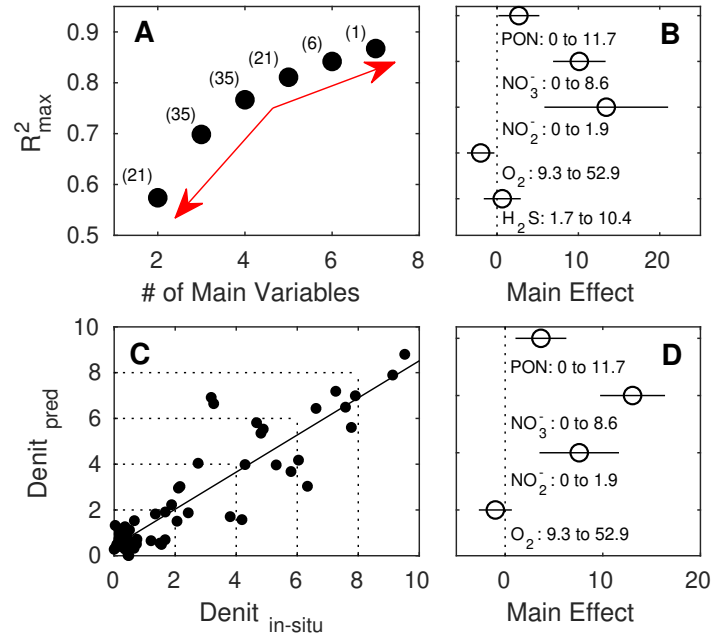 A
0.9
0.8
0.7
0.6
0.5
R²max
(21)
(35)
(35)
(21)
(6)
(1)
2
4
6
8
# of Main Variables
B
PON: 0 to 11.7
NO₃⁻: 0 to 8.6
NO₂⁻: 0 to 1.9
O₂: 9.3 to 52.9
H₂S: 1.7 to 10.4
0
10
20
Main Effect
C
10
8
6
4
2
0
Denit pred
0
2
4
6
8
10
Denit in-situ
D
PON: 0 to 11.7
NO₃⁻: 0 to 8.6
NO₂⁻: 0 to 1.9
O₂: 9.3 to 52.9
0
10
20
Main Effect